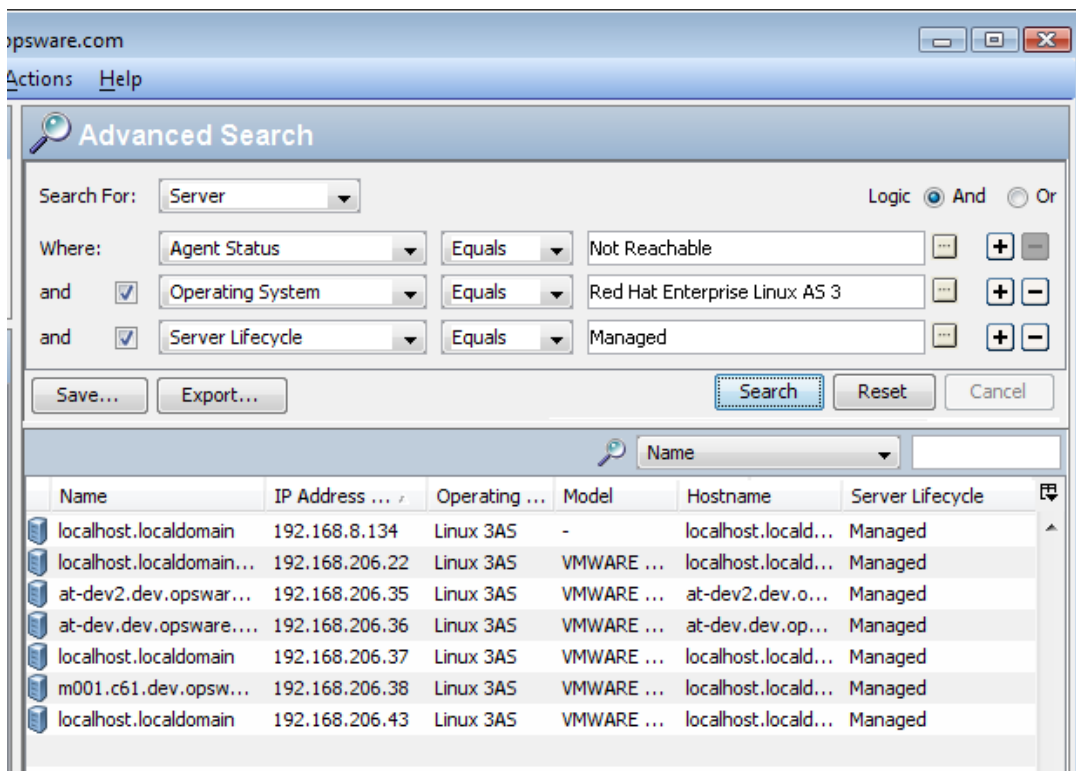 opsware.com
Actions Help
Advanced Search
Search For: Server Logic And Or
Where: Agent Status Equals Not Reachable ... + −
and Operating System Equals Red Hat Enterprise Linux AS 3 ... + −
and Server Lifecycle Equals Managed ... + −
Save... Export... Search Reset Cancel
Name
Name IP Address ... Operating ... Model Hostname Server Lifecycle
localhost.localdomain 192.168.8.134 Linux 3AS - localhost.locald... Managed
localhost.localdomain... 192.168.206.22 Linux 3AS VMWARE ... localhost.locald... Managed
at-dev2.dev.opswar... 192.168.206.35 Linux 3AS VMWARE ... at-dev2.dev.o... Managed
at-dev.dev.opsware.... 192.168.206.36 Linux 3AS VMWARE ... at-dev.dev.op... Managed
localhost.localdomain 192.168.206.37 Linux 3AS VMWARE ... localhost.locald... Managed
m001.c61.dev.opsw... 192.168.206.38 Linux 3AS VMWARE ... localhost.locald... Managed
localhost.localdomain 192.168.206.43 Linux 3AS VMWARE ... localhost.locald... Managed